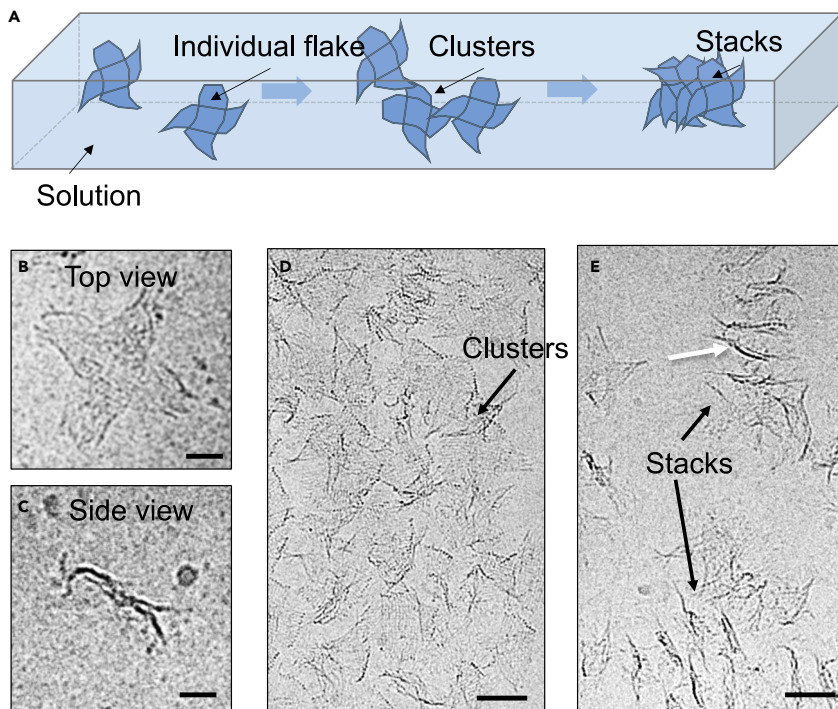 A
Individual flake
Clusters
Stacks
Solution
B
Top view
C
Side view
D
Clusters
E
Stacks